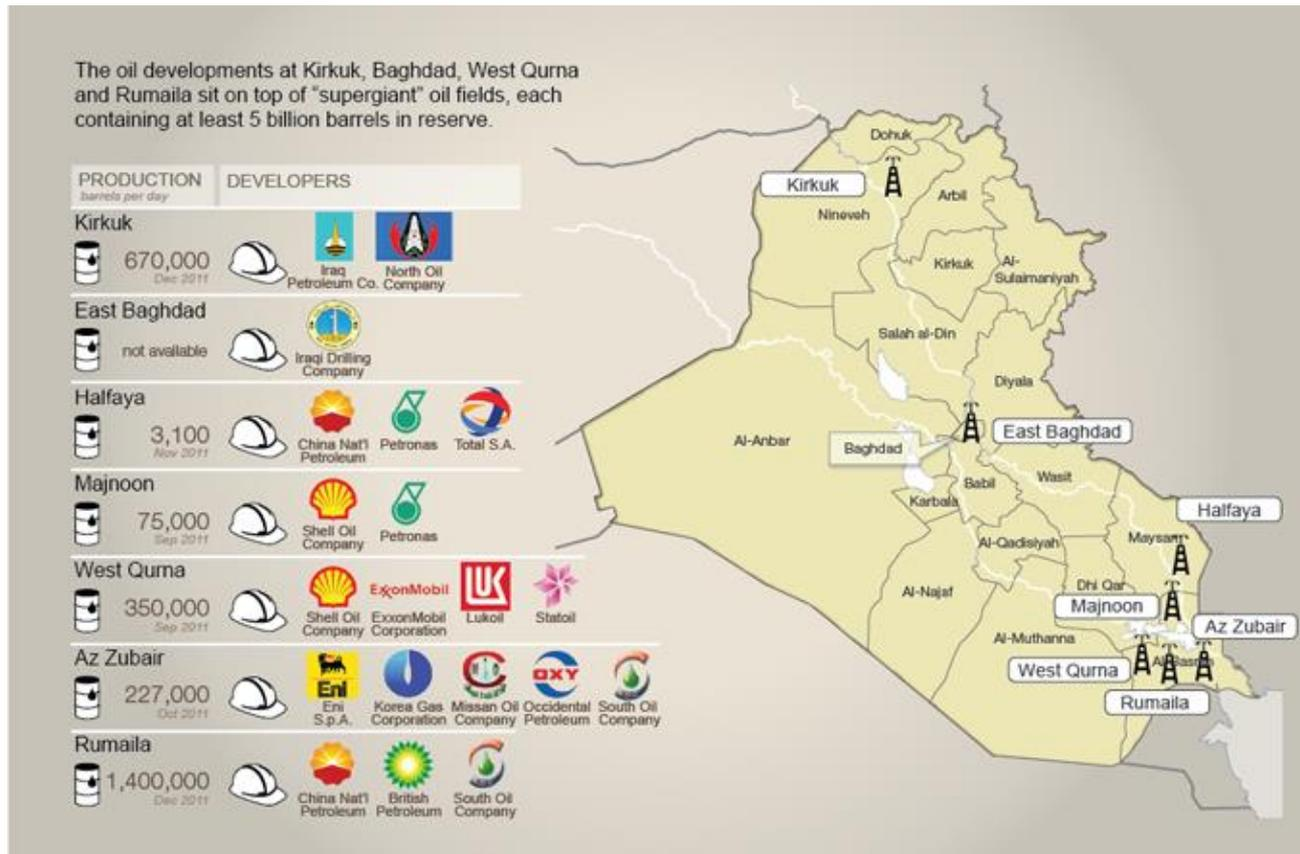 The oil developments at Kirkuk, Baghdad, West Qurna
and Rumaila sit on top of “supergiant” oil fields, each
containing at least 5 billion barrels in reserve.
PRODUCTION
barrels per day
DEVELOPERS
Kirkuk
670,000
Dec 2011
Iraq
Petroleum Co.
North Oil
Company
East Baghdad
not available
Iraqi Drilling
Company
Halfaya
3,100
Nov 2011
China Nat'l
Petroleum
Petronas
Total S.A.
Majnoon
75,000
Sep 2011
Shell Oil
Company
Petronas
West Qurna
350,000
Sep 2011
Shell Oil
Company
ExxonMobil
ExxonMobil
Corporation
LUK
Lukoil
Statoil
Az Zubair
227,000
Oct 2011
Eni
Eni
S.p.A.
Korea Gas
Corporation
Missan Oil
Company
OXY
Occidental
Petroleum
South Oil
Company
Rumaila
1,400,000
Dec 2011
China Nat'l
Petroleum
British
Petroleum
South Oil
Company
Dohuk
Kirkuk
Arbil
Nineveh
Kirkuk
Al-
Sulaimaniyah
Salah al-Din
Diyala
East Baghdad
Al-Anbar
Baghdad
Wasit
Babil
Karbala
Halfaya
Maysan
Al-Qadisiyah
Al-Najaf
Dhi Qar
Majnoon
Az Zubair
Al-Muthanna
West Qurna
Al-Basra
Rumaila